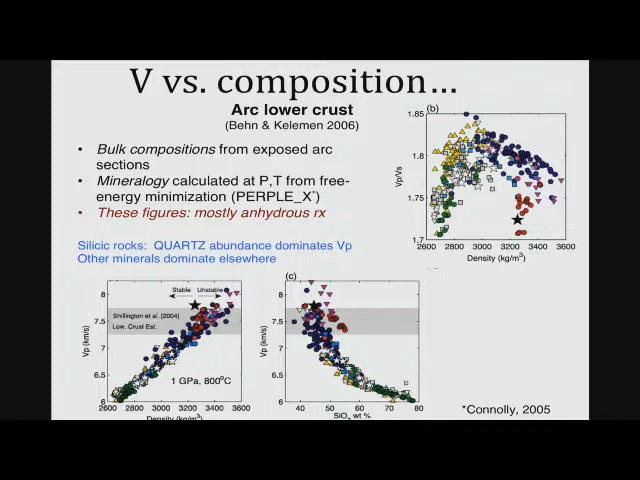 V vs. composition…
Arc lower crust
(Behn & Kelemen 2006)
• Bulk compositions from exposed arc
sections
• Mineralogy calculated at P,T from free-
energy minimization (PERPLE_X*)
• These figures: mostly anhydrous rx
Silicic rocks: QUARTZ abundance dominates Vp
Other minerals dominate elsewhere
(b)
1.85
1.8
1.75
1.7
Vp/Vs
2600 2800 3000 3200 3400 3600
Density (kg/m³)
Stable Unstable
8
7.5
7
6.5
6
Vp (km/s)
Shillington et al. [2004]
Low. Crust Est.
1 GPa, 800°C
2600 2800 3000 3200 3400 3600
Density (kg/m³)
(c)
8
7.5
7
6.5
6
Vp (km/s)
40 50 60 70 80
SiO₂ wt %
*Connolly, 2005